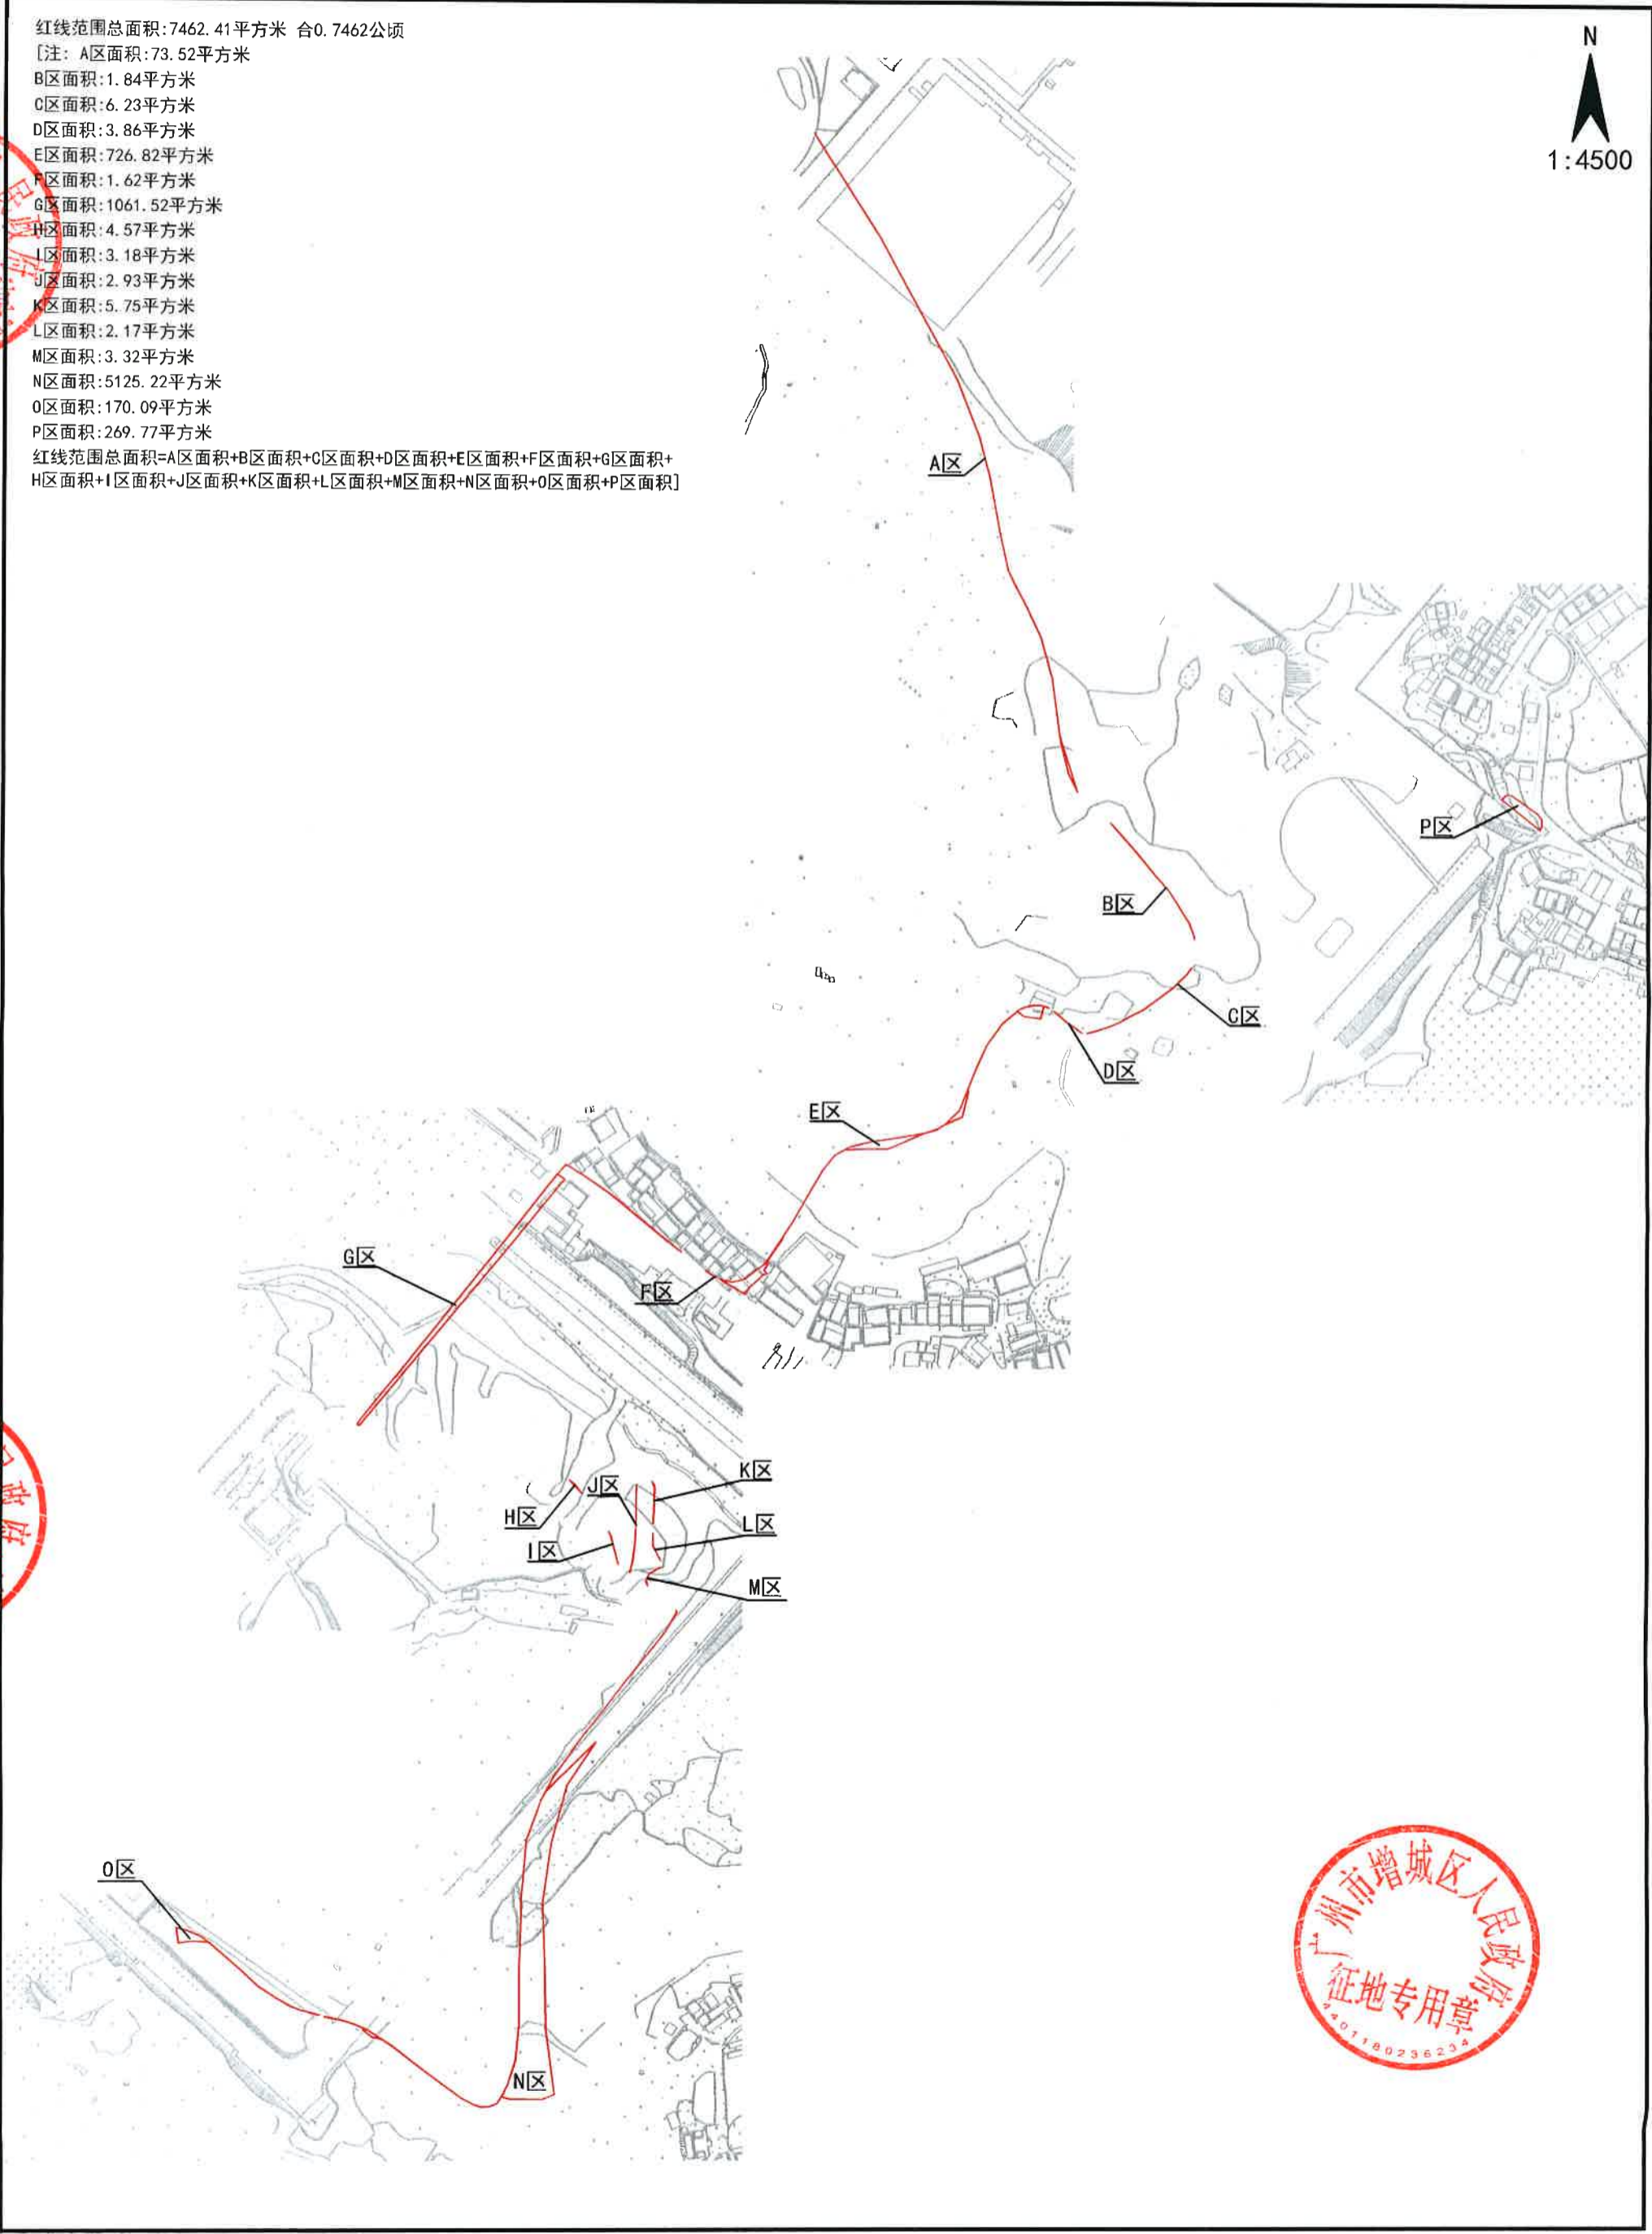 红线范围总面积:7462.41平方米 合0.7462公顷
[注: A区面积:73.52平方米
B区面积:1.84平方米
C区面积:6.23平方米
D区面积:3.86平方米
E区面积:726.82平方米
F区面积:1.62平方米
G区面积:1061.52平方米
H区面积:4.57平方米
I区面积:3.18平方米
J区面积:2.93平方米
K区面积:5.75平方米
L区面积:2.17平方米
M区面积:3.32平方米
N区面积:5125.22平方米
O区面积:170.09平方米
P区面积:269.77平方米
红线范围总面积=A区面积+B区面积+C区面积+D区面积+E区面积+F区面积+G区面积+
H区面积+I区面积+J区面积+K区面积+L区面积+M区面积+N区面积+O区面积+P区面积]
N
1:4500
民政府
A区
P区
B区
C区
D区
E区
G区
F区
K区
J区
H区
L区
I区
M区
政府
O区
N区
广州市增城区人民政府
征地专用章
4401180236234